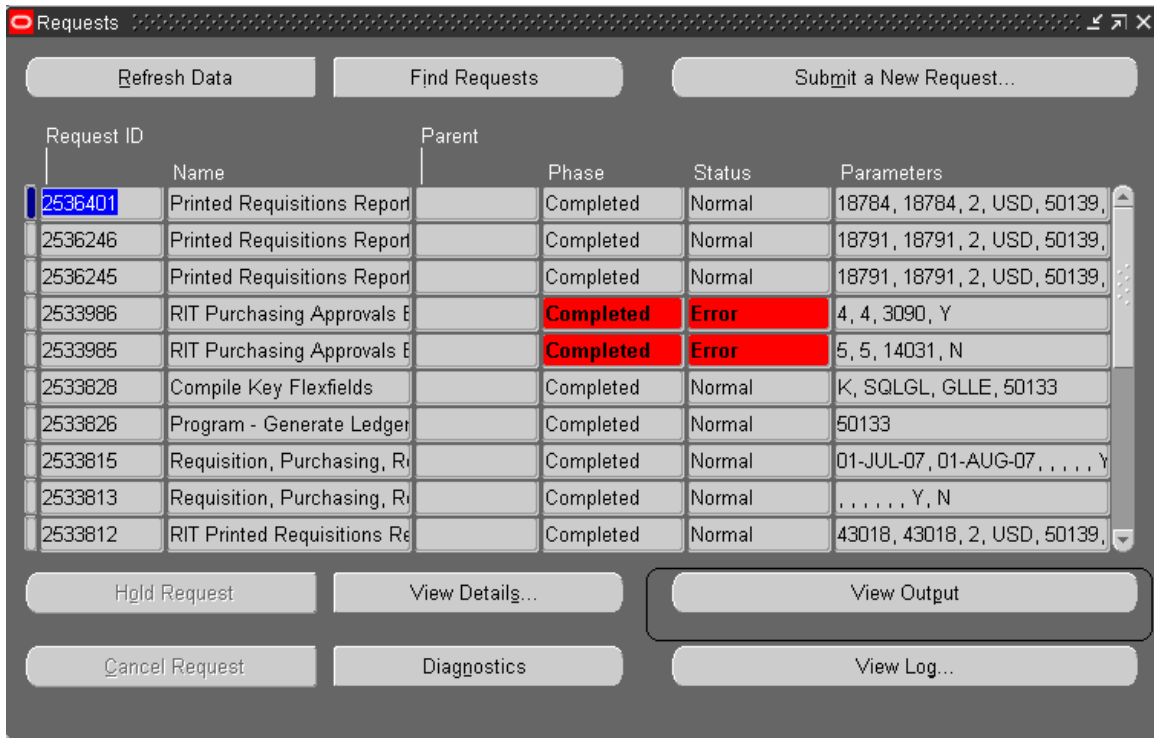 Requests
Refresh Data Find Requests Submit a New Request...
Request ID Parent
Name Phase Status Parameters
2536401 Printed Requisitions Report Completed Normal 18784, 18784, 2, USD, 50139,
2536246 Printed Requisitions Report Completed Normal 18791, 18791, 2, USD, 50139,
2536245 Printed Requisitions Report Completed Normal 18791, 18791, 2, USD, 50139,
2533986 RIT Purchasing Approvals E Completed Error 4, 4, 3090, Y
2533985 RIT Purchasing Approvals E Completed Error 5, 5, 14031, N
2533828 Compile Key Flexfields Completed Normal K, SQLGL, GLLE, 50133
2533826 Program - Generate Ledger Completed Normal 50133
2533815 Requisition, Purchasing, Re Completed Normal 01-JUL-07, 01-AUG-07, , , , , Y
2533813 Requisition, Purchasing, Re Completed Normal , , , , , , Y, N
2533812 RIT Printed Requisitions Re Completed Normal 43018, 43018, 2, USD, 50139,
Hold Request View Details... View Output
Cancel Request Diagnostics View Log...